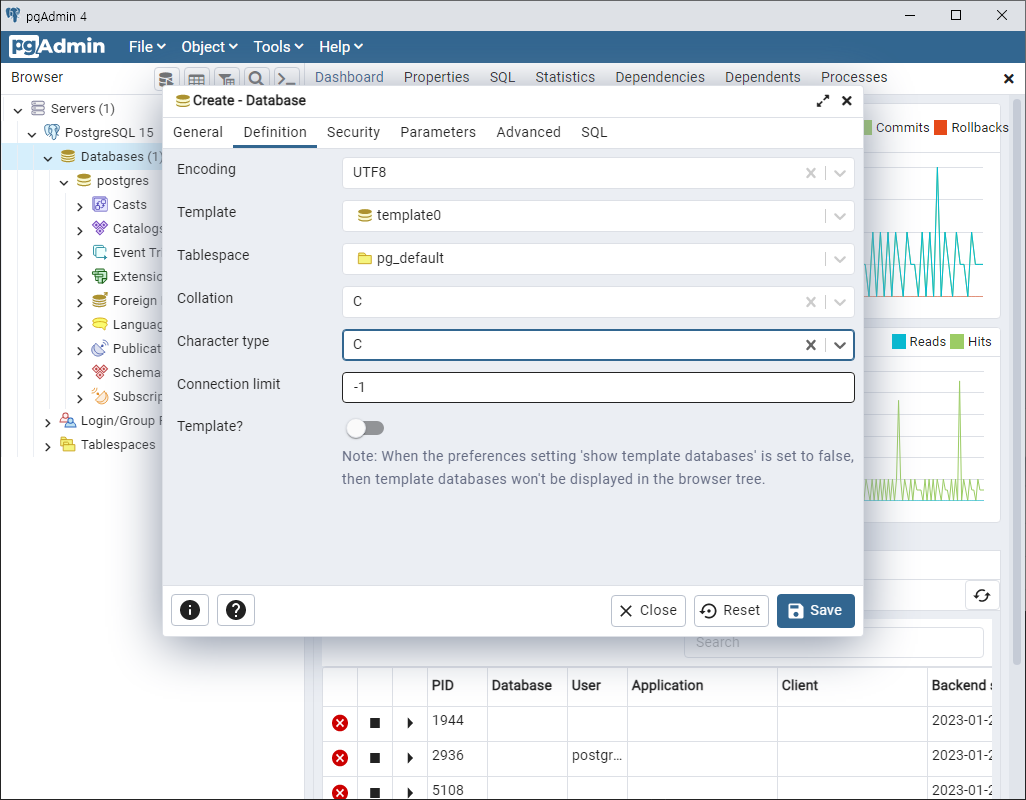 pgAdmin 4
pgAdmin File Object Tools Help
Browser Dashboard Properties SQL Statistics Dependencies Dependents Processes
Servers (1)
PostgreSQL 15
Databases (1)
postgres
Casts
Catalogs
Event Tr
Extensio
Foreign
Languag
Publicat
Schema
Subscrip
Login/Group
Tablespaces
Create - Database
General Definition Security Parameters Advanced SQL
Encoding UTF8
Template template0
Tablespace pg_default
Collation C
Character type C
Connection limit -1
Template?
Note: When the preferences setting 'show template databases' is set to false,
then template databases won't be displayed in the browser tree.
Close Reset Save
Commits Rollbacks
Reads Hits
Search
PID Database User Application Client Backend s
1944 2023-01-2
2936 postgr... 2023-01-2
5108 2023-01-2